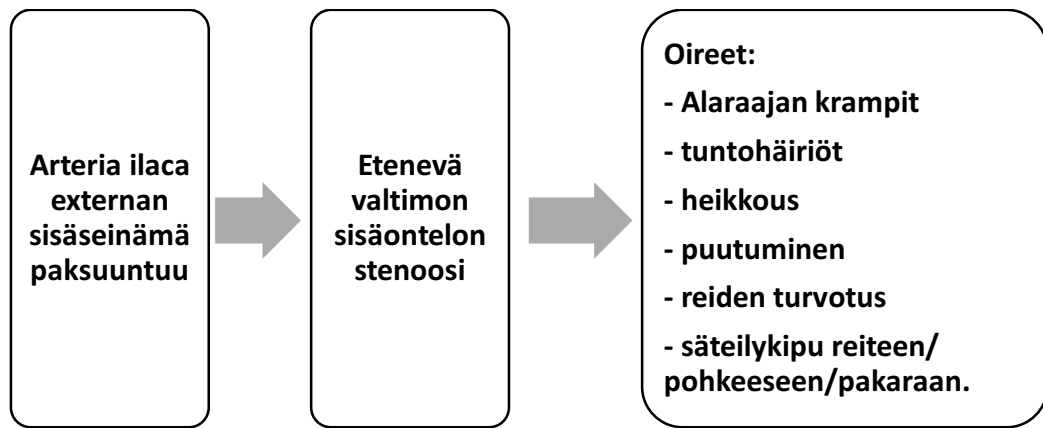 Arteria ilaca
externan
sisäseinämä
paksuuntuu
Etenevä
valtimon
sisäontelon
stenoosi
Oireet:
- Alaraajan krampit
- tuntohäiriöt
- heikkous
- puutuminen
- reiden turvotus
- säteilykipu reiteen/
pohkeeseen/pakaraan.